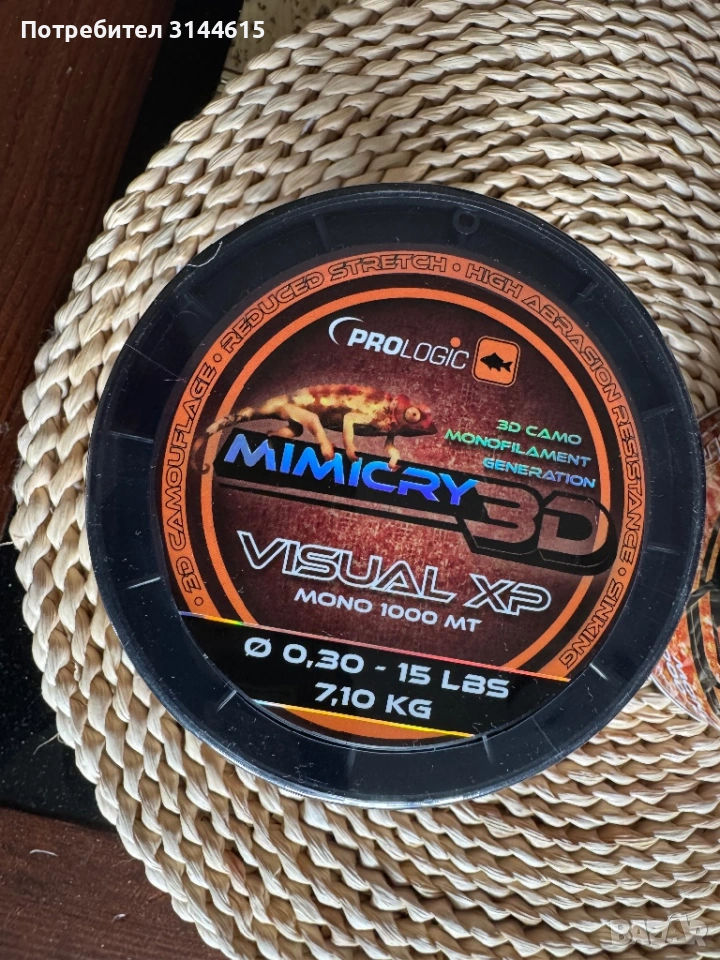 Потребител 3144615
3D CAMOUFLAGE • REDUCED STRETCH • HIGH ABRASION RESISTANCE • SINKING •
PROLOGIC
3D CAMO
MONOFILAMENT
GENERATION
MIMICRY 3D
VISUAL XP
MONO 1000 MT
Ø 0,30 - 15 LBS
7,10 KG
BAZAR